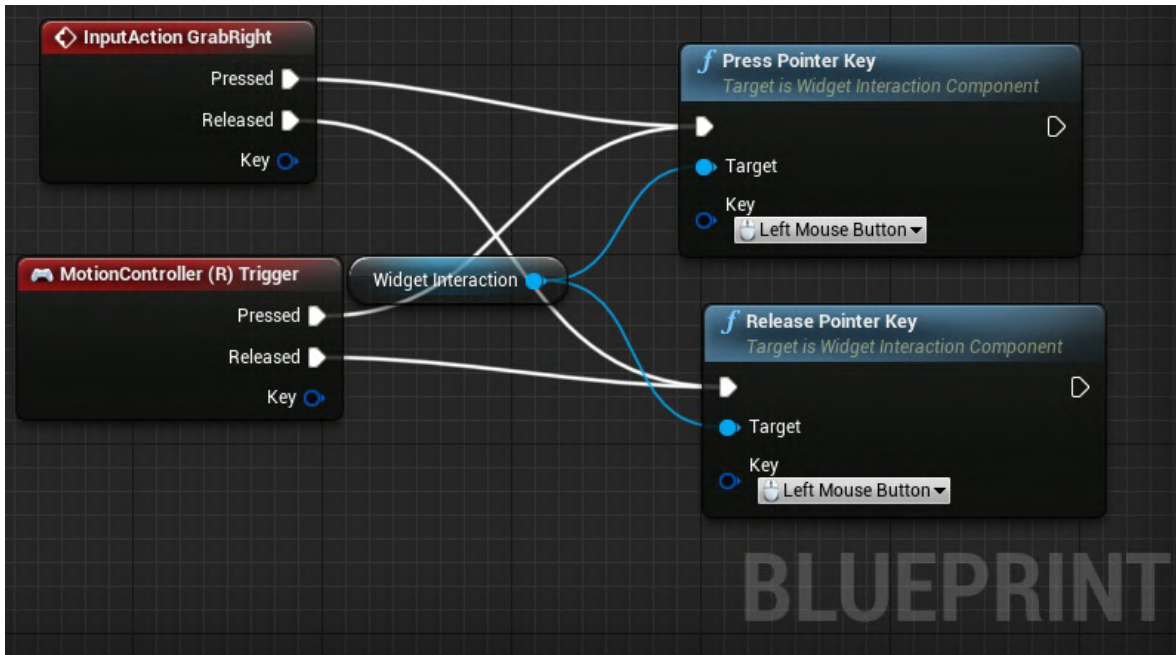 InputAction GrabRight
Pressed
Released
Key
MotionController (R) Trigger
Pressed
Released
Key
Widget Interaction
Press Pointer Key
Target is Widget Interaction Component
Target
Key
Left Mouse Button
Release Pointer Key
Target is Widget Interaction Component
Target
Key
Left Mouse Button
BLUEPRINT